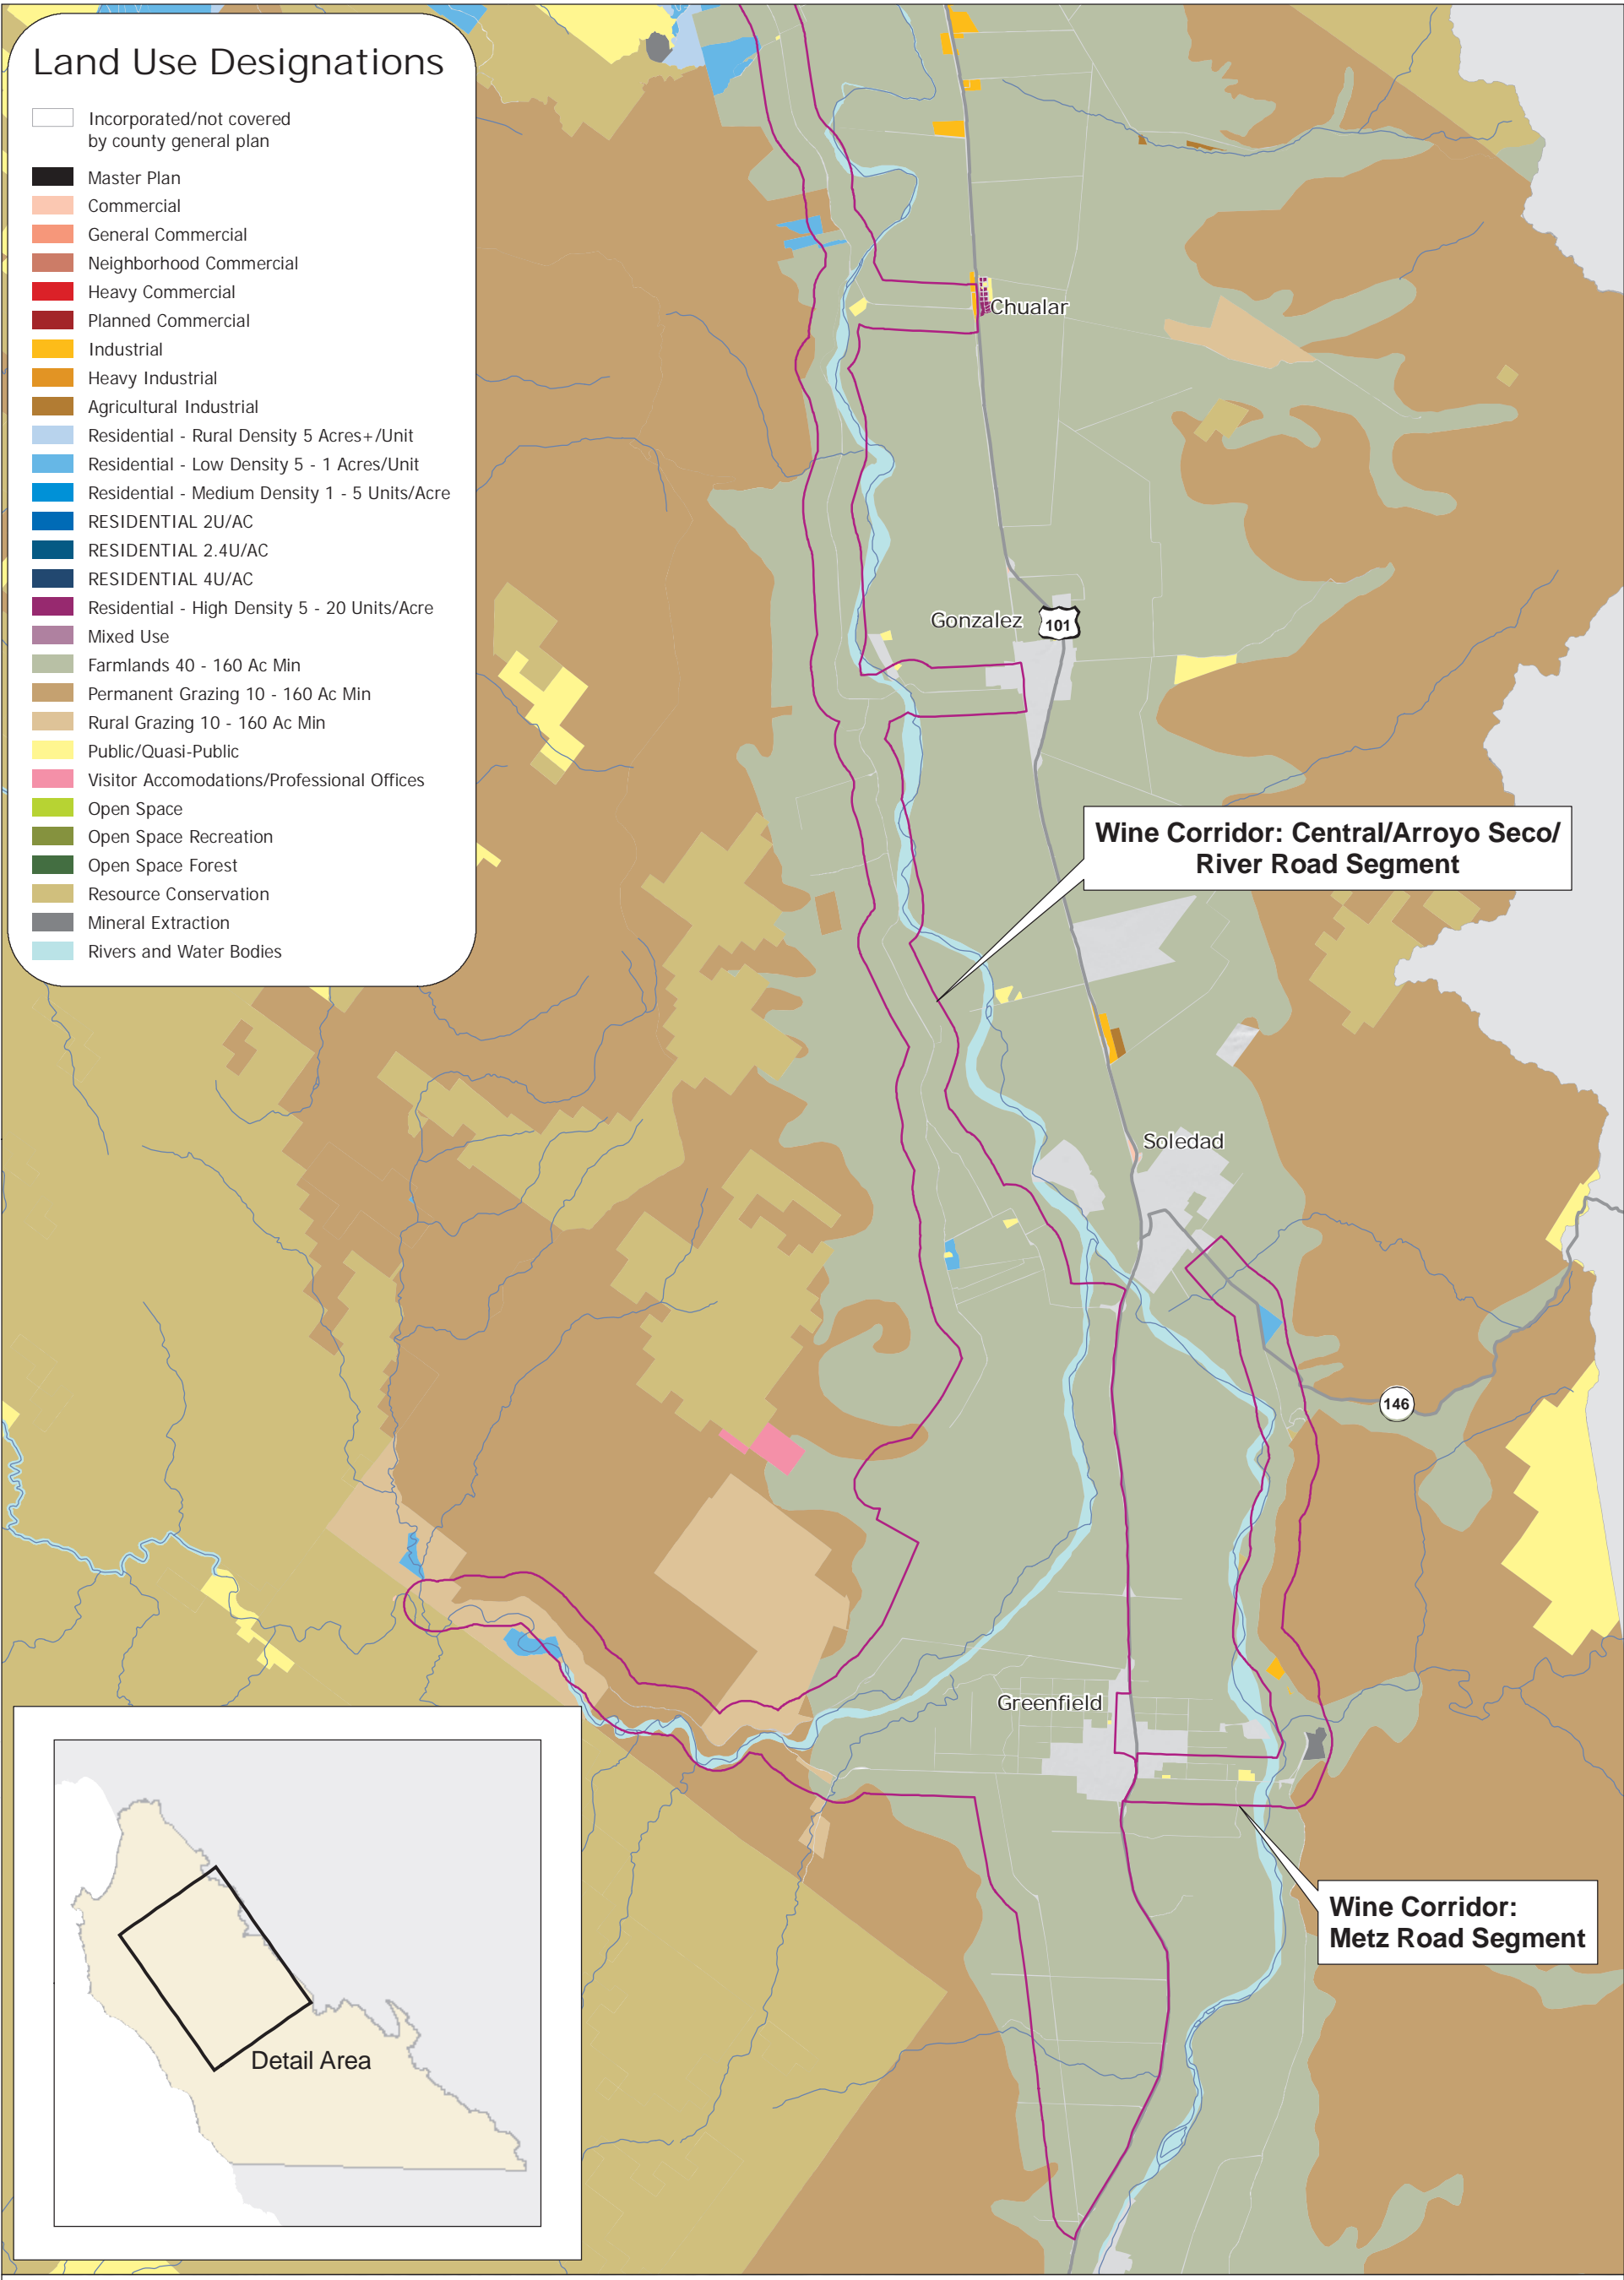 Land Use Designations
Incorporated/not covered
by county general plan
Master Plan
Commercial
General Commercial
Neighborhood Commercial
Heavy Commercial
Planned Commercial
Industrial
Heavy Industrial
Agricultural Industrial
Residential - Rural Density 5 Acres+/Unit
Residential - Low Density 5 - 1 Acres/Unit
Residential - Medium Density 1 - 5 Units/Acre
RESIDENTIAL 2U/AC
RESIDENTIAL 2.4U/AC
RESIDENTIAL 4U/AC
Residential - High Density 5 - 20 Units/Acre
Mixed Use
Farmlands 40 - 160 Ac Min
Permanent Grazing 10 - 160 Ac Min
Rural Grazing 10 - 160 Ac Min
Public/Quasi-Public
Visitor Accomodations/Professional Offices
Open Space
Open Space Recreation
Open Space Forest
Resource Conservation
Mineral Extraction
Rivers and Water Bodies
Chualar
Gonzalez
101
Wine Corridor: Central/Arroyo Seco/
River Road Segment
Soledad
146
Greenfield
Wine Corridor:
Metz Road Segment
Detail Area